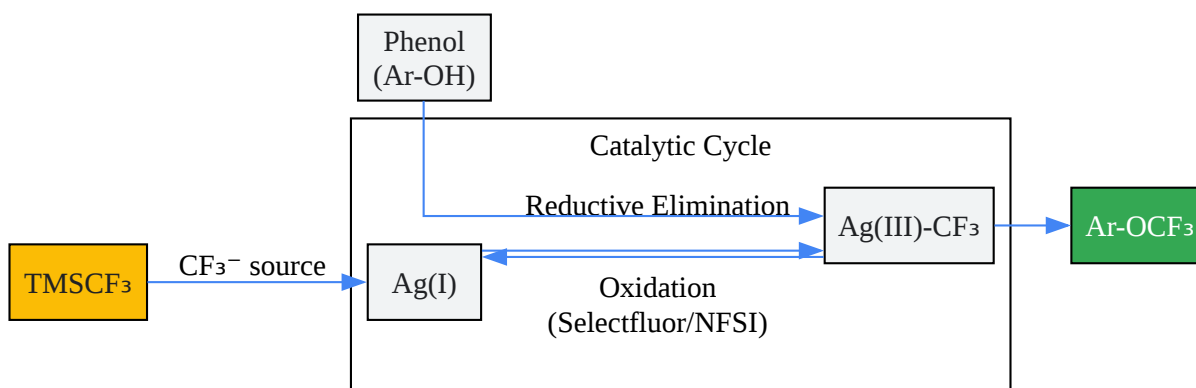 Phenol
(Ar-OH)
Catalytic Cycle
Reductive Elimination
Ag(III)-CF₃
Ar-OCF₃
TMSCF₃
CF₃⁻ source
Ag(I)
Oxidation
(Selectfluor/NFSI)